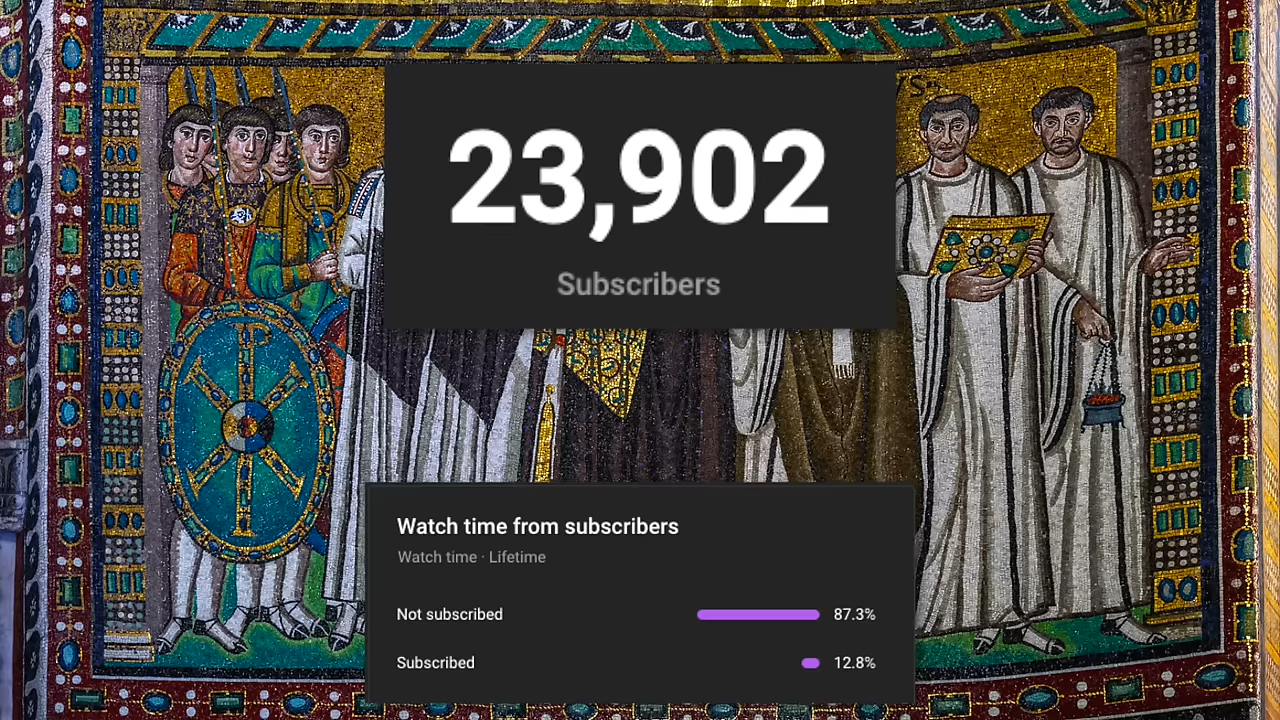 23,902
Subscribers
Watch time from subscribers
Watch time · Lifetime
Not subscribed 87.3%
Subscribed 12.8%